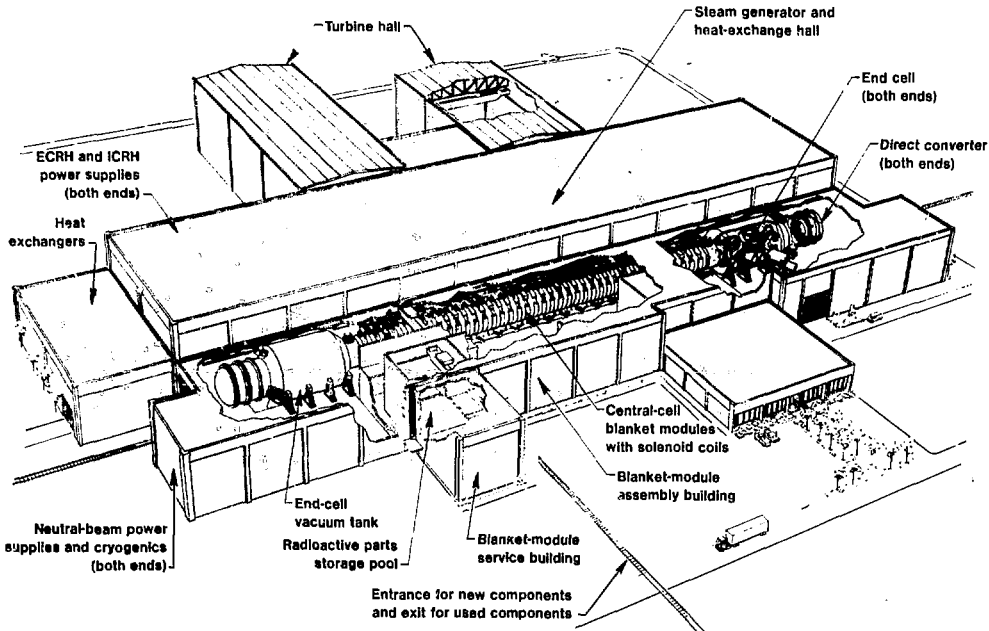 Turbine hall
Steam generator and
heat-exchange hall
End cell
(both ends)
Direct converter
(both ends)
ECRH and ICRH
power supplies
(both ends)
Heat
exchangers
Central-cell
blanket modules
with solenoid coils
Blanket-module
assembly building
End-cell
vacuum tank
Neutral-beam power
supplies and cryogenics
(both ends)
Radioactive parts
storage pool
Blanket-module
service building
Entrance for new components
and exit for used components